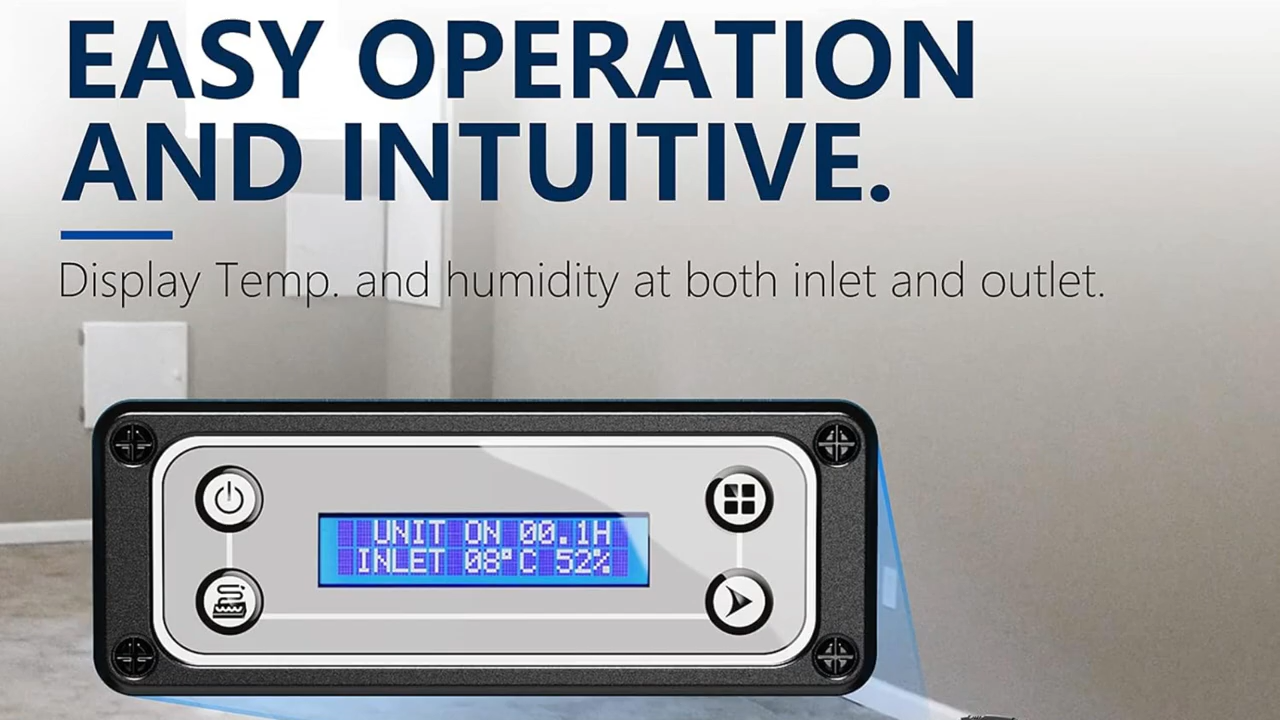 EASY OPERATION
AND INTUITIVE.
Display Temp. and humidity at both inlet and outlet.
UNIT ON 00.1H
INLET 08°C 52%